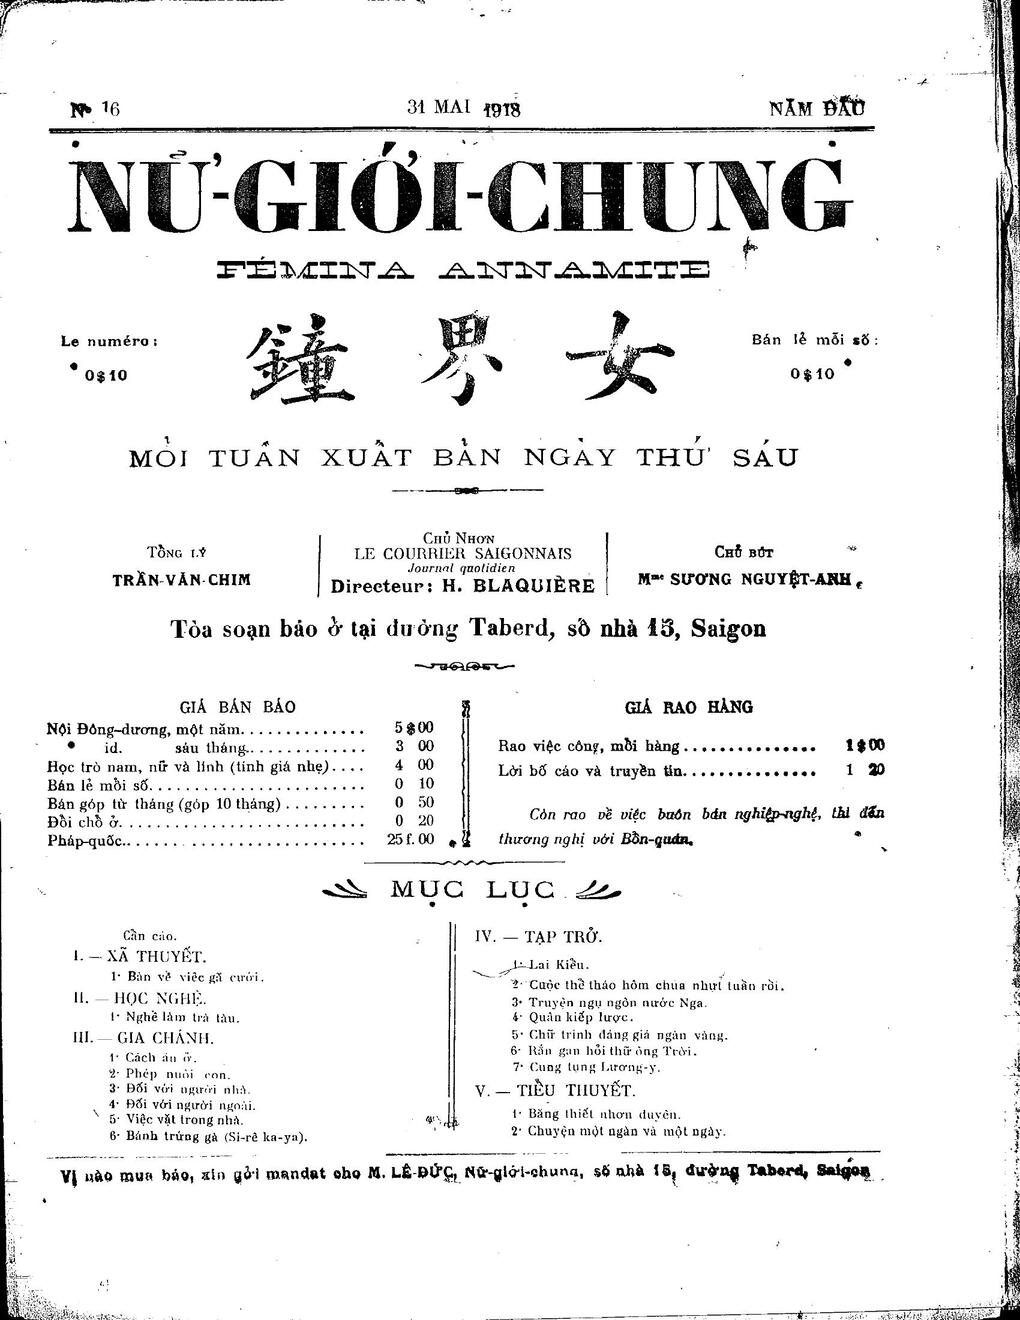 No 16
31 MAI 1918
NĂM ĐẦU
NỮ-GIỚI-CHUNG
FÉMINA ANNAMITE
Le numéro:
0$10
鐘界女
Bán lẻ mỗi số:
0$10
MỖI TUẦN XUẤT BẢN NGÀY THỨ SÁU
TỔNG LÝ
TRẦN-VĂN-CHIM
CHỦ NHƠN
LE COURRIER SAIGONNAIS
Journal quotidien
Directeur: H. BLAQUIÈRE
CHỦ BÚT
Mme SƯƠNG NGUYỆT-ANH
Tòa soạn báo ở tại đường Taberd, số nhà 15, Saigon
GIÁ BÁN BÁO
Nội Đông-dương, một năm.............. 5$00
id. sáu tháng.............. 3 00
Học trò nam, nữ và lính (tính giá nhẹ).... 4 00
Bán lẻ mỗi số.......................... 0 10
Bán góp từ tháng (góp 10 tháng)......... 0 50
Đổi chỗ ở.............................. 0 20
Pháp-quốc.............................. 25f.00
GIÁ RAO HÀNG
Rao việc công, mỗi hàng............... 1$00
Lời bố cáo và truyền tin............... 1 20
Còn rao về việc buôn bán nghiệp-nghệ, thì đến
thương nghị với Bổn-quán.
MỤC LỤC
Cẩn cáo.
I. — XÃ THUYẾT.
1· Bàn về việc gã cưới.
II. — HỌC NGHỀ.
1· Nghề làm trà tàu.
III. — GIA CHÁNH.
1· Cách ăn ở.
2· Phép nuôi con.
3· Đối với người nhà.
4· Đối với người ngoài.
5· Việc vặt trong nhà.
6· Bánh trứng gà (Si-rê ka-ya).
IV. — TẠP TRỞ.
1· Lai Kiều.
2· Cuộc thể tháo hôm chúa nhựt tuần rồi.
3· Truyện ngụ ngôn nước Nga.
4· Quân kiếp lược.
5· Chữ trinh đáng giá ngàn vàng.
6· Rắn gan hỏi thử ông Trời.
7· Cung tụng Lương-y.
V. — TIỂU THUYẾT.
1· Băng thiết nhơn duyên.
2· Chuyện một ngàn và một ngày.
Vị nào mua báo, xin gởi mandat cho M. LÊ-ĐỨC, Nữ-giới-chung, số nhà 15, đường Taberd, Saigon